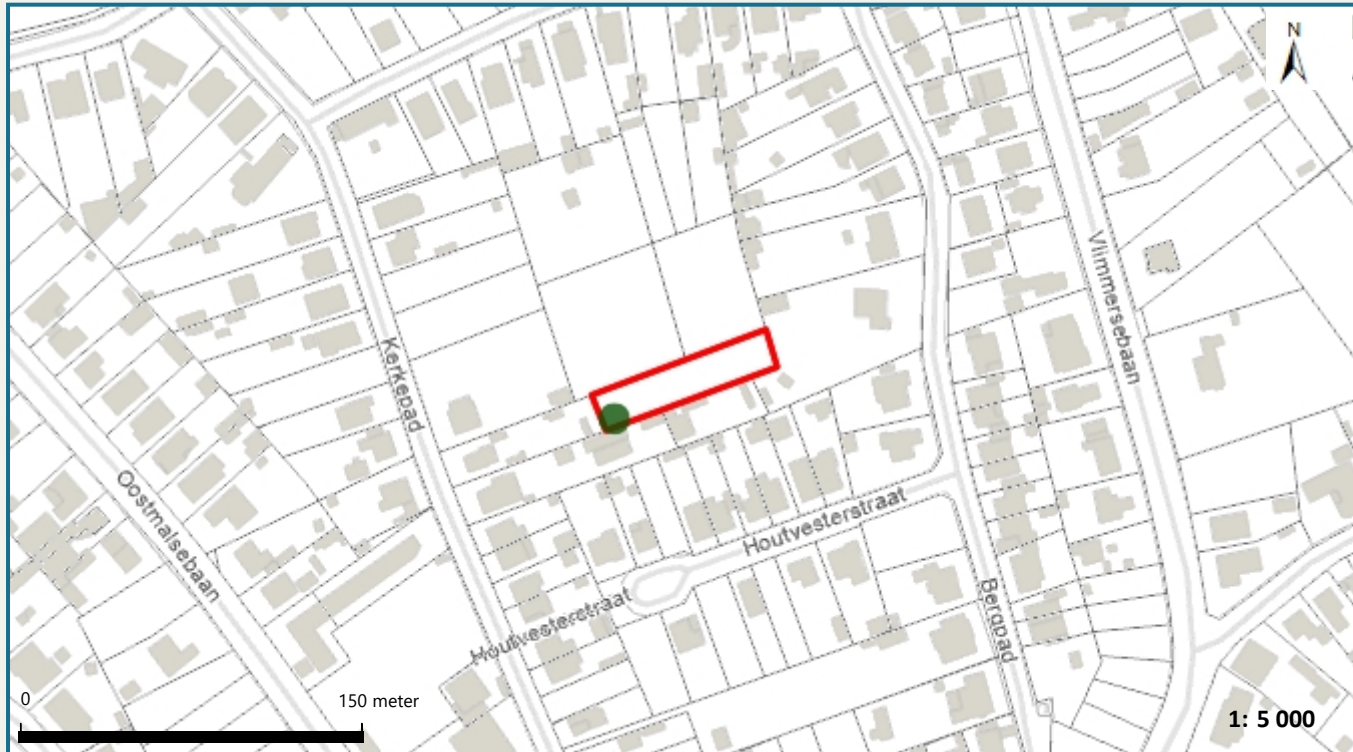 N
Vlimmersebaan
Kerkepad
Oostmalsebaan
Houtvesterstraat
Houtvesterstraat
Bergpad
0
150 meter
1: 5 000